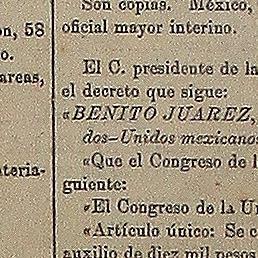 on, 58
o.
areas,
Son copias. México,
oficial mayor interino.
El C. presidente de la
el decreto que sigue:
«BENITO JUAREZ,
dos-Unidos mexicanos
«Que el Congreso de l
guiente:
«El Congreso de la U
«Artículo único: Se c
auxilio de diez mil pesos